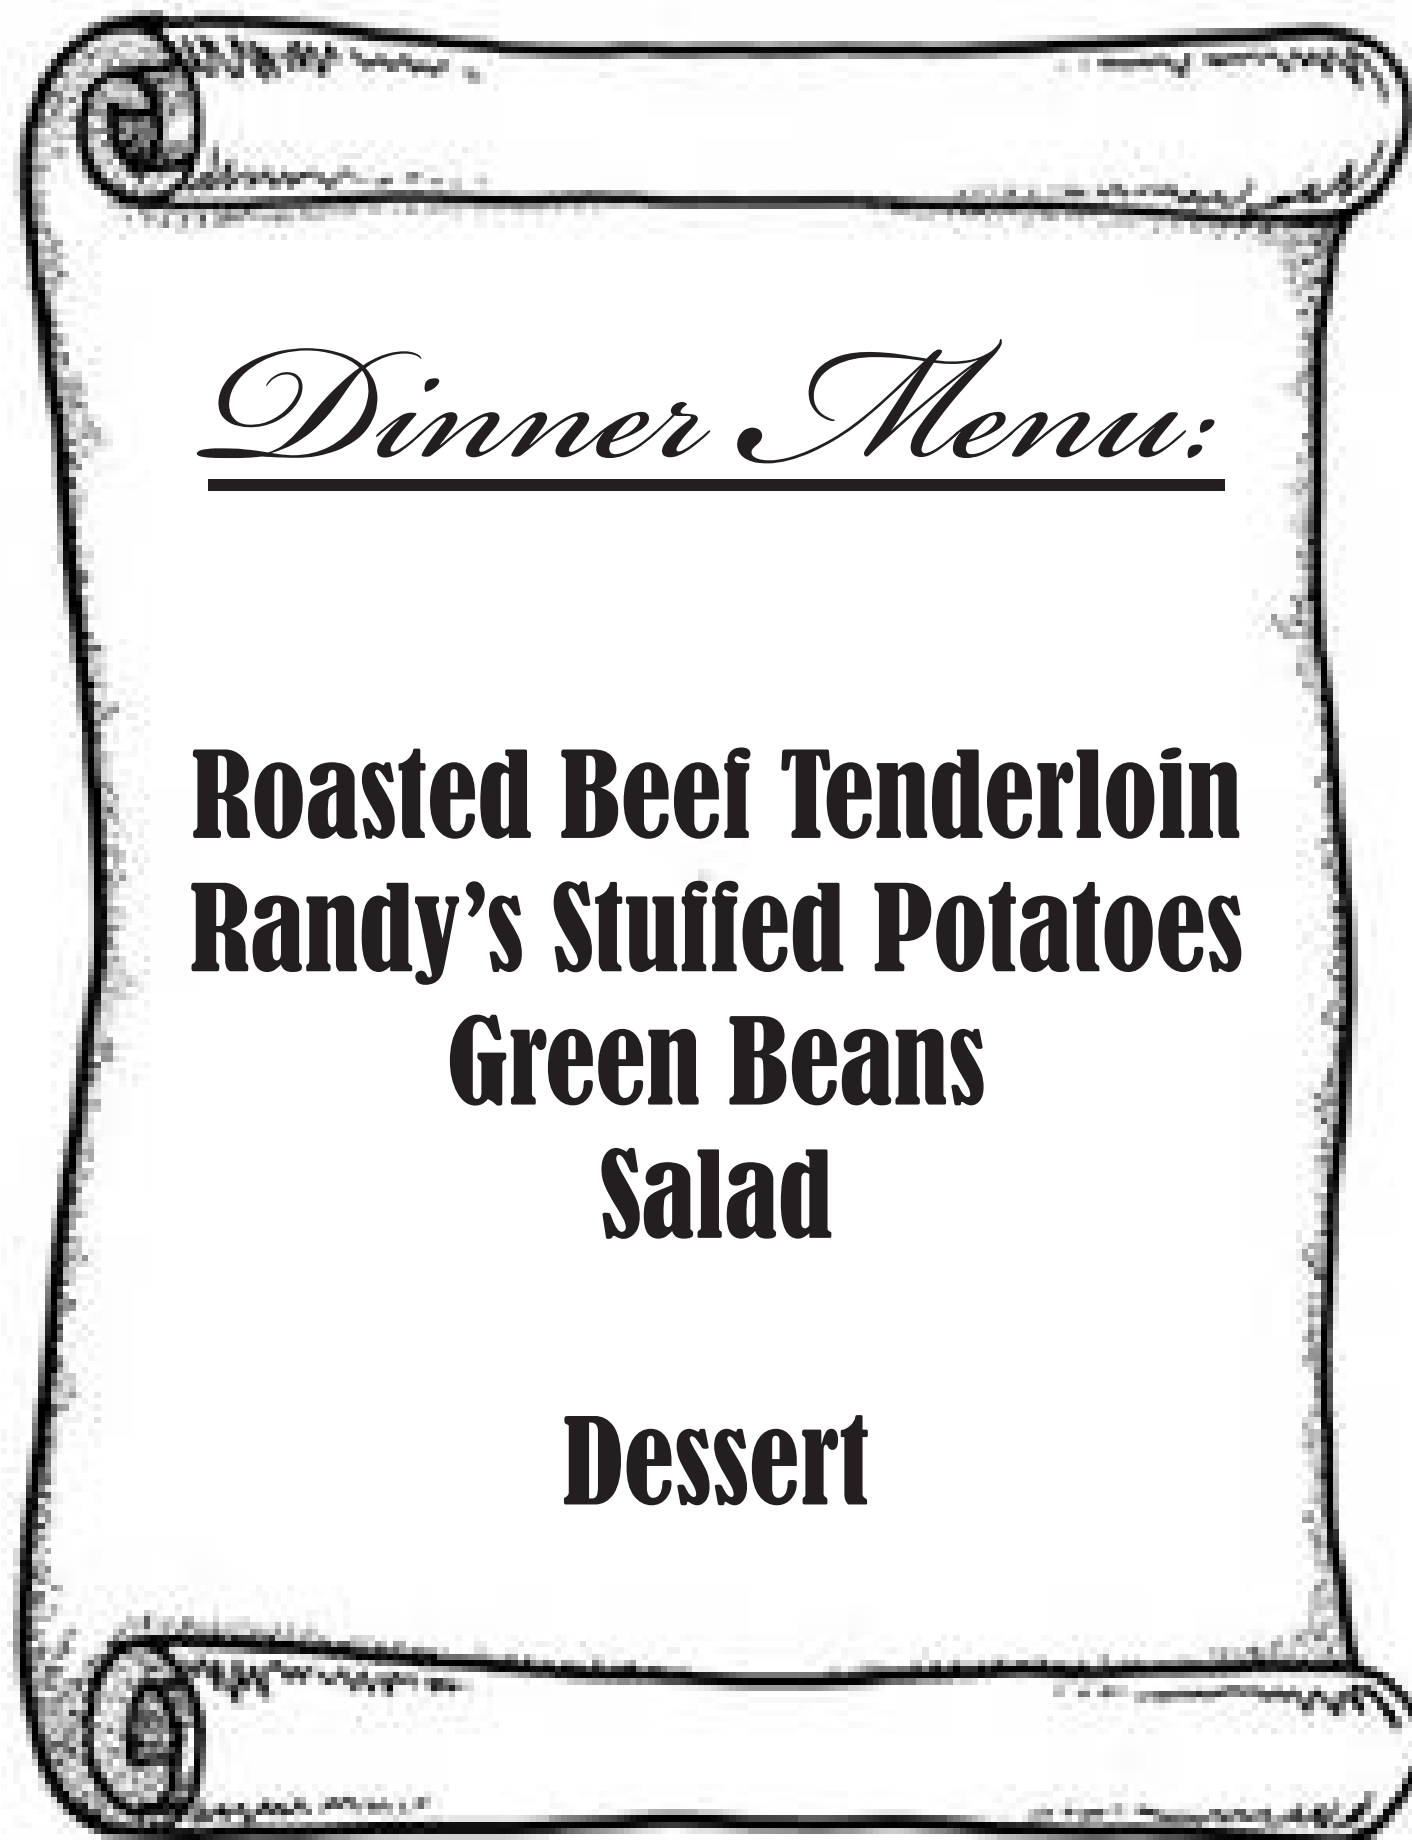 Dinner Menu:
Roasted Beef Tenderloin
Randy’s Stuffed Potatoes
Green Beans
Salad
Dessert